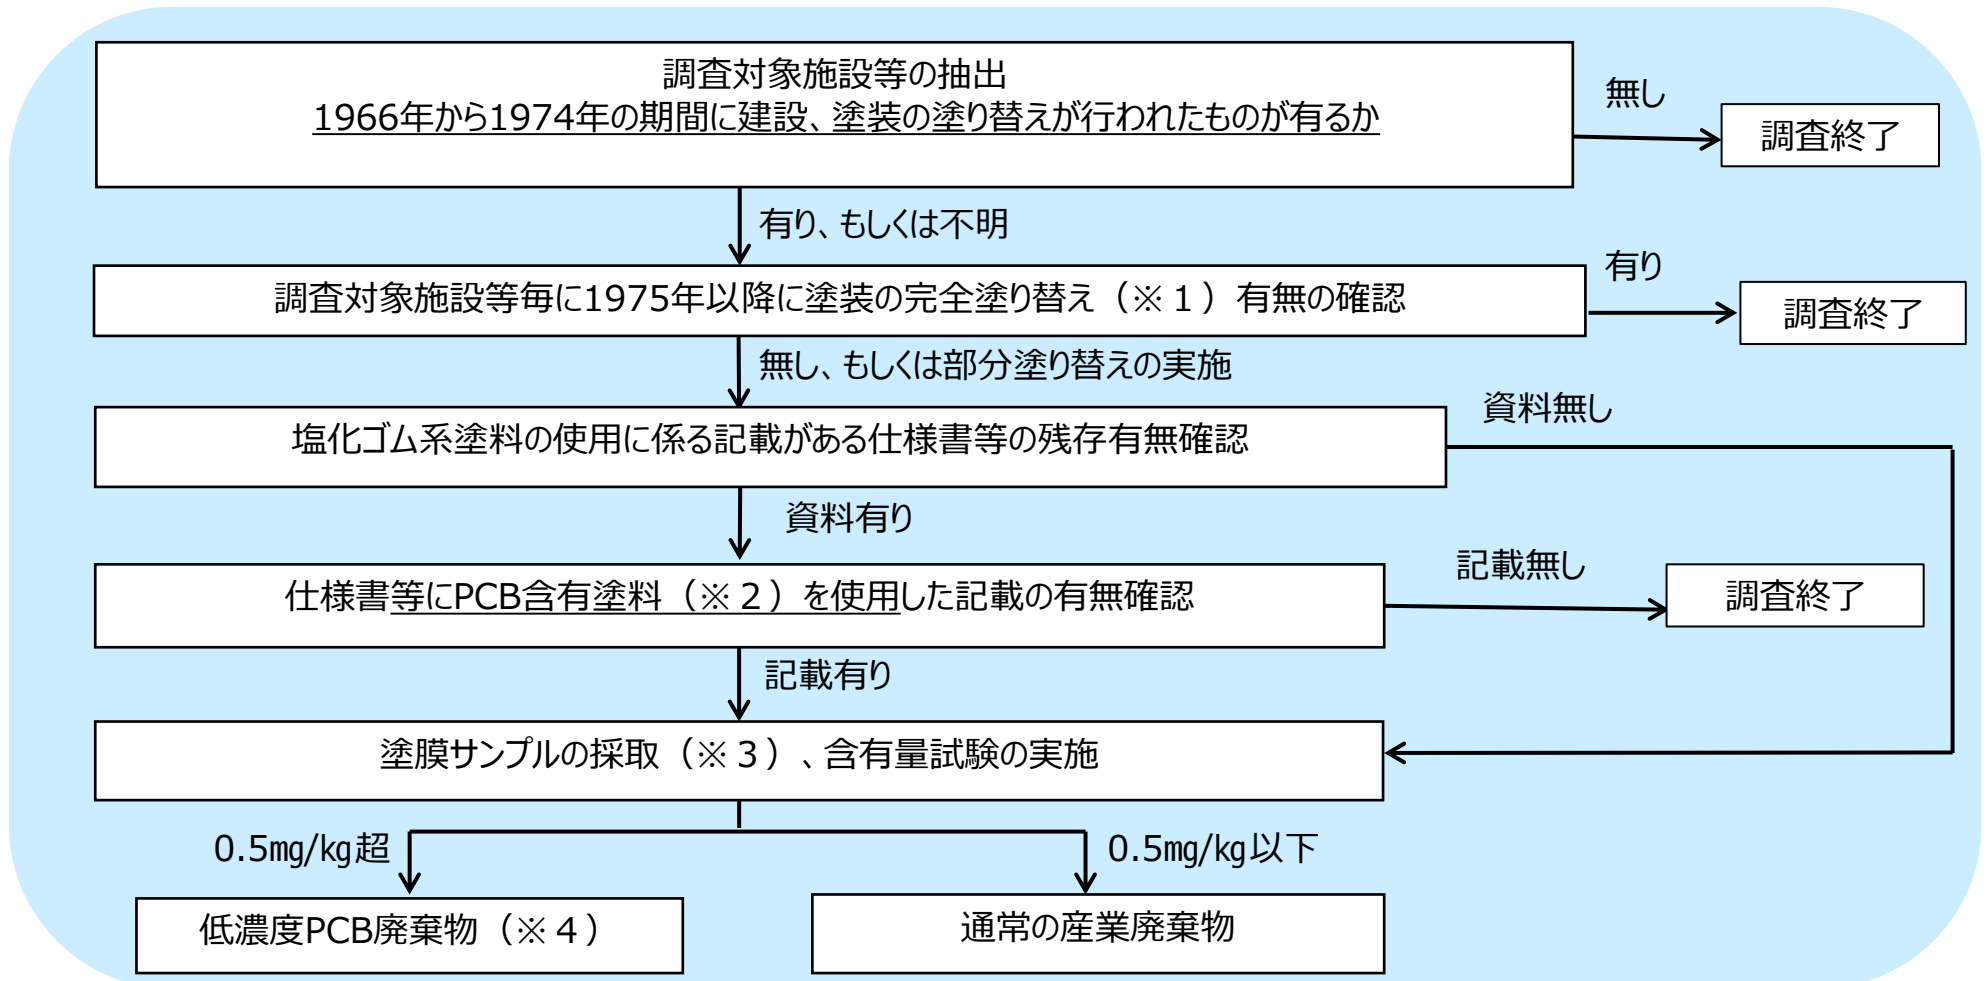 調査対象施設等の抽出
1966年から1974年の期間に建設、塗装の塗り替えが行われたものが有るか
無し
調査終了
有り、もしくは不明
調査対象施設等毎に1975年以降に塗装の完全塗り替え（※１）有無の確認
有り
調査終了
無し、もしくは部分塗り替えの実施
塩化ゴム系塗料の使用に係る記載がある仕様書等の残存有無確認
資料無し
資料有り
仕様書等にPCB含有塗料（※２）を使用した記載の有無確認
記載無し
調査終了
記載有り
塗膜サンプルの採取（※３）、含有量試験の実施
0.5㎎/㎏超
0.5㎎/㎏以下
低濃度PCB廃棄物（※４）
通常の産業廃棄物